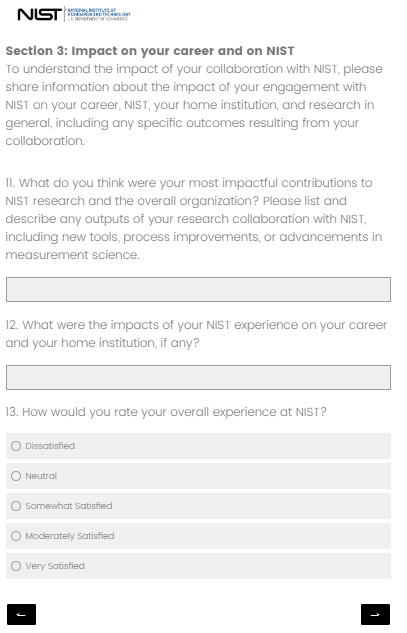 NIST
NATIONAL INSTITUTE OF
STANDARDS AND TECHNOLOGY
U.S. DEPARTMENT OF COMMERCE
Section 3: Impact on your career and on NIST
To understand the impact of your collaboration with NIST, please
share information about the impact of your engagement with
NIST on your career, NIST, your home institution, and research in
general, including any specific outcomes resulting from your
collaboration.
11. What do you think were your most impactful contributions to
NIST research and the overall organization? Please list and
describe any outputs of your research collaboration with NIST,
including new tools, process improvements, or advancements in
measurement science.
12. What were the impacts of your NIST experience on your career
and your home institution, if any?
13. How would you rate your overall experience at NIST?
Dissatisfied
Neutral
Somewhat Satisfied
Moderately Satisfied
Very Satisfied
←
→